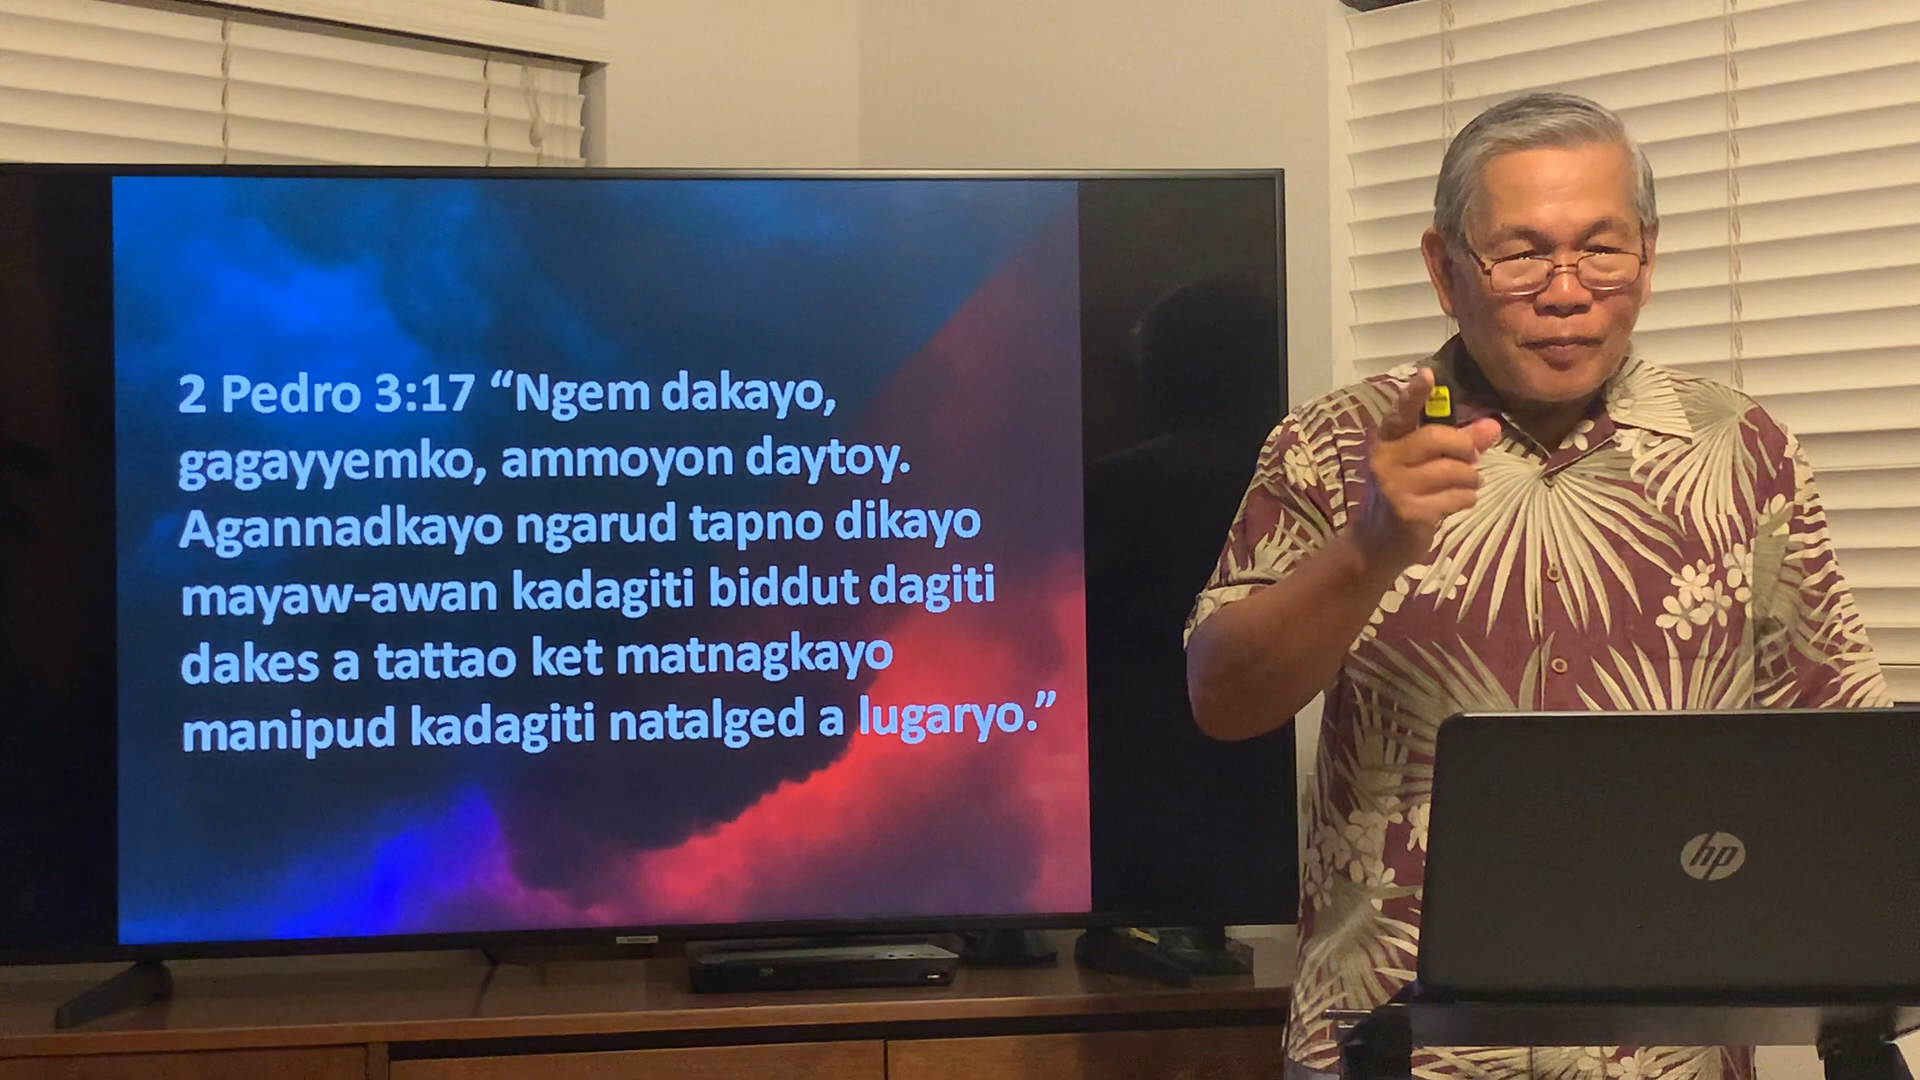 2 Pedro 3:17 “Ngem dakayo,
gagayyemko, ammoyon daytoy.
Agannadkayo ngarud tapno dikayo
mayaw-awan kadagiti biddut dagiti
dakes a tattao ket matnagkayo
manipud kadagiti natalged a lugaryo.”
hp